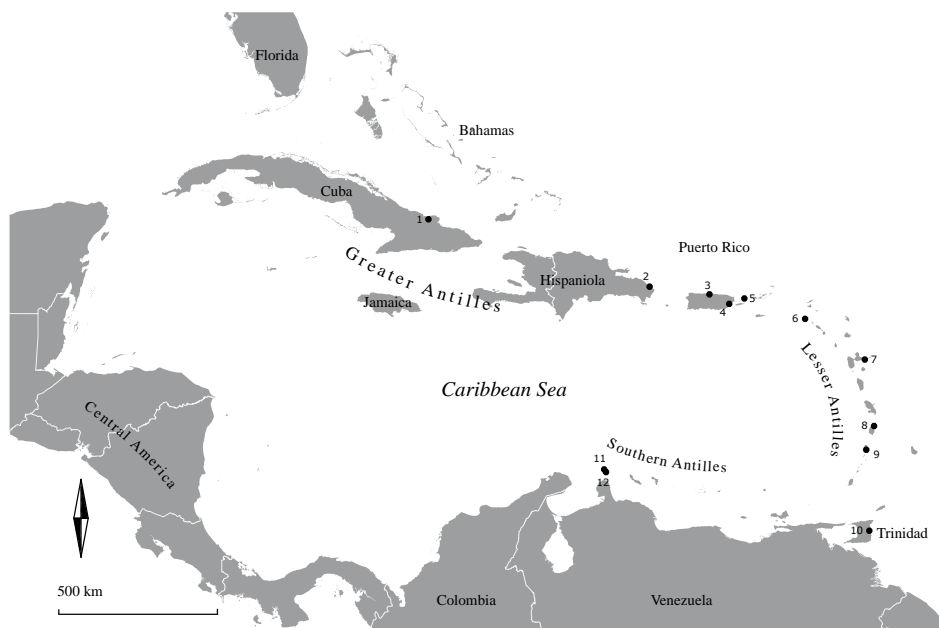 Florida
Bahamas
Cuba
1
Greater Antilles
Puerto Rico
Hispaniola
2
3
4
5
Jamaica
6
7
Lesser Antilles
Caribbean Sea
Central America
8
9
Southern Antilles
11
12
10
Trinidad
500 km
Colombia
Venezuela